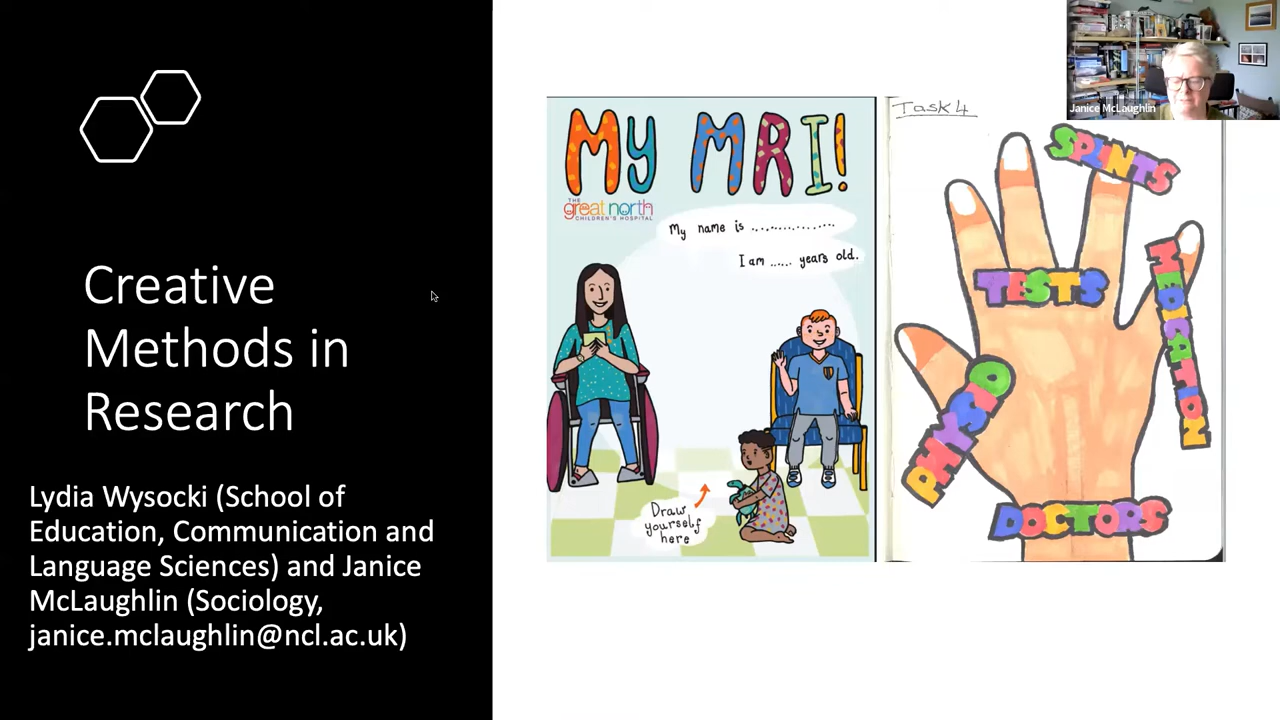 Creative
Methods in
Research
Lydia Wysocki (School of
Education, Communication and
Language Sciences) and Janice
McLaughlin (Sociology,
janice.mclaughlin@ncl.ac.uk)
MY MRI!
THE
great north
CHILDREN'S HOSPITAL
My name is ................
I am ...... years old.
Draw
yourself
here
Task 4
SPLINTS
TESTS
MEDICATION
PHYSIO
DOCTORS
Janice McLaughlin